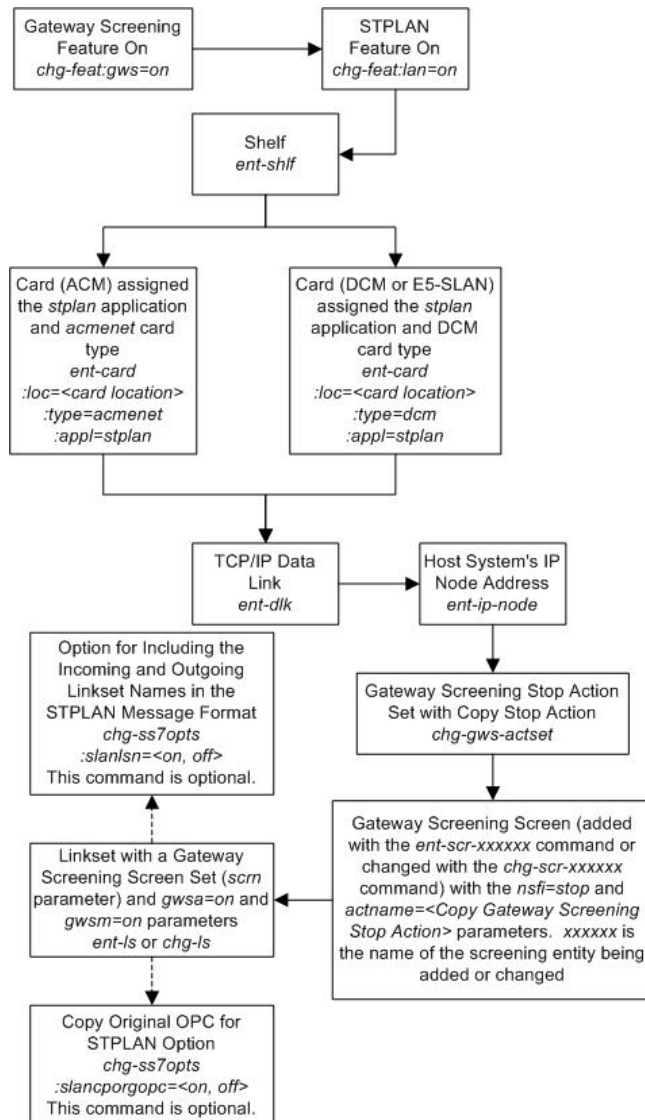 Gateway Screening
Feature On
chg-feat:gws=on
STPLAN
Feature On
chg-feat:lan=on
Shelf
ent-shlf
Card (ACM) assigned
the stplan application
and acmenet card
type
ent-card
:loc=<card location>
:type=acmenet
:appl=stplan
Card (DCM or E5-SLAN)
assigned the stplan
application and DCM
card type
ent-card
:loc=<card location>
:type=dcm
:appl=stplan
TCP/IP Data
Link
ent-dlk
Host System's IP
Node Address
ent-ip-node
Gateway Screening Stop Action
Set with Copy Stop Action
chg-gws-actset
Gateway Screening Screen (added
with the ent-scr-xxxxxx command or
changed with the chg-scr-xxxxxx
command) with the nsfi=stop and
actname=<Copy Gateway Screening
Stop Action> parameters. xxxxxx is
the name of the screening entity being
added or changed
Linkset with a Gateway
Screening Screen Set (scrn
parameter) and gwsa=on and
gwsm=on parameters
ent-ls or chg-ls
Option for Including the
Incoming and Outgoing
Linkset Names in the
STPLAN Message Format
chg-ss7opts
:slanlsn=<on, off>
This command is optional.
Copy Original OPC for
STPLAN Option
chg-ss7opts
:slancporgopc=<on, off>
This command is optional.